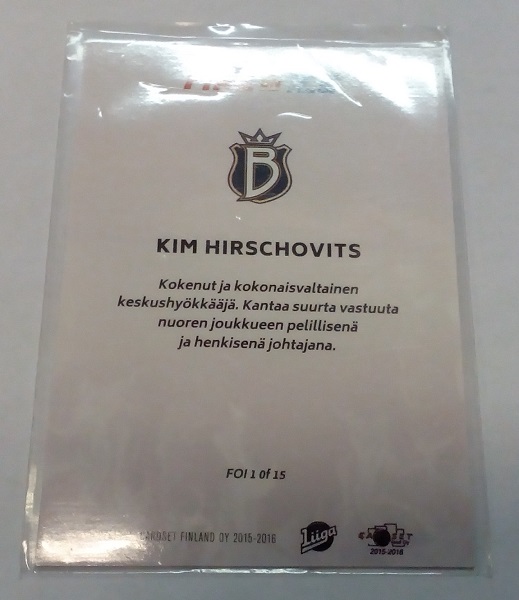 B
KIM HIRSCHOVITS
Kokenut ja kokonaisvaltainen
keskushyökkääjä. Kantaa suurta vastuuta
nuoren joukkueen pelillisenä
ja henkisenä johtajana.
FOI 1 of 15
CARDSET FINLAND OY 2015-2016
Liiga
CARDSET
2015-2016